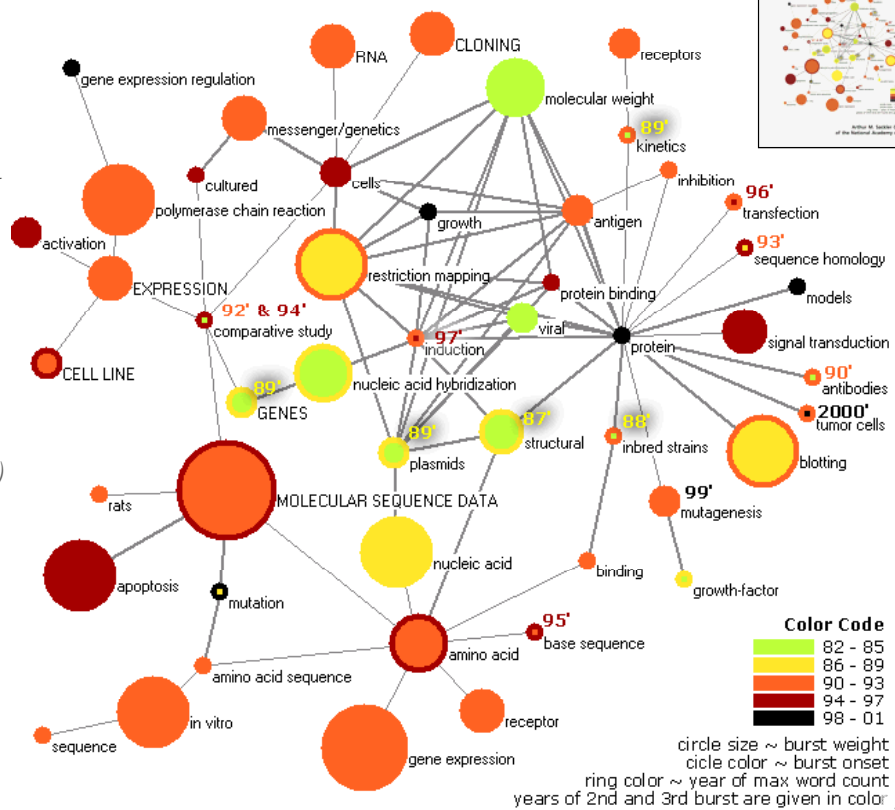 RNA
CLONING
receptors
gene expression regulation
molecular weight
messenger/genetics
89'
kinetics
cultured
cells
inhibition
polymerase chain reaction
96'
transfection
growth
antigen
activation
93'
sequence homology
restriction mapping
EXPRESSION
protein binding
models
92' & 94'
comparative study
viral
97'
induction
protein
signal transduction
CELL LINE
nucleic acid hybridization
90'
antibodies
89'
GENES
87'
structural
88'
inbred strains
2000'
tumor cells
89'
plasmids
blotting
MOLECULAR SEQUENCE DATA
rats
99'
mutagenesis
nucleic acid
apoptosis
binding
growth-factor
mutation
95'
base sequence
amino acid
amino acid sequence
in vitro
receptor
sequence
gene expression
Color Code
82 - 85
86 - 89
90 - 93
94 - 97
98 - 01
circle size ~ burst weight
cicle color ~ burst onset
ring color ~ year of max word count
years of 2nd and 3rd burst are given in color
Arthur M. Sackler
of the National Academy